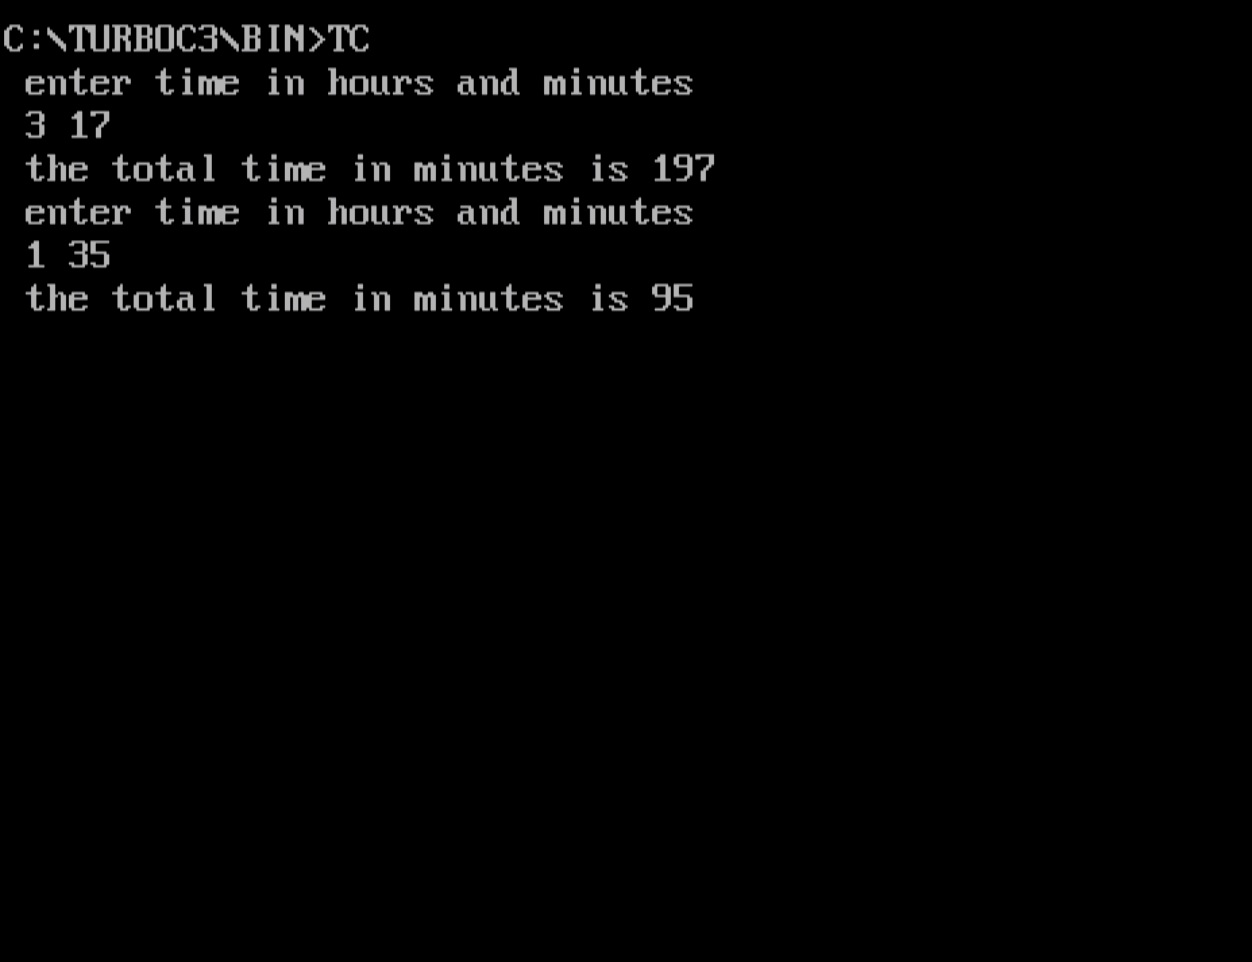 C:\TURBOC3\BIN>TC
enter time in hours and minutes
3 17
the total time in minutes is 197
enter time in hours and minutes
1 35
the total time in minutes is 95